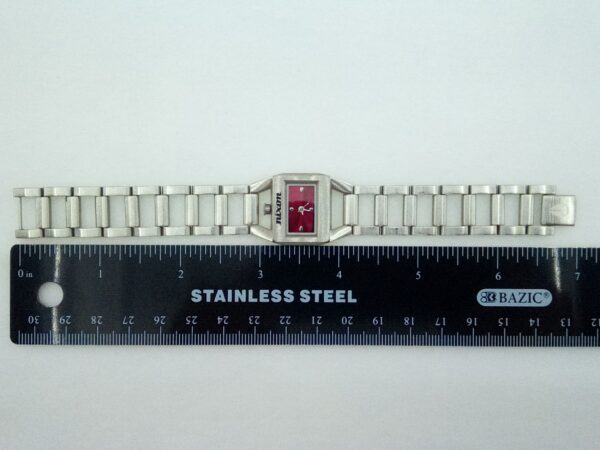 nixon
0 in 1 2 3 4 5 6 7
STAINLESS STEEL BAZIC®
30 29 28 27 26 25 24 23 22 21 20 19 18 17 16 15 14 13 12